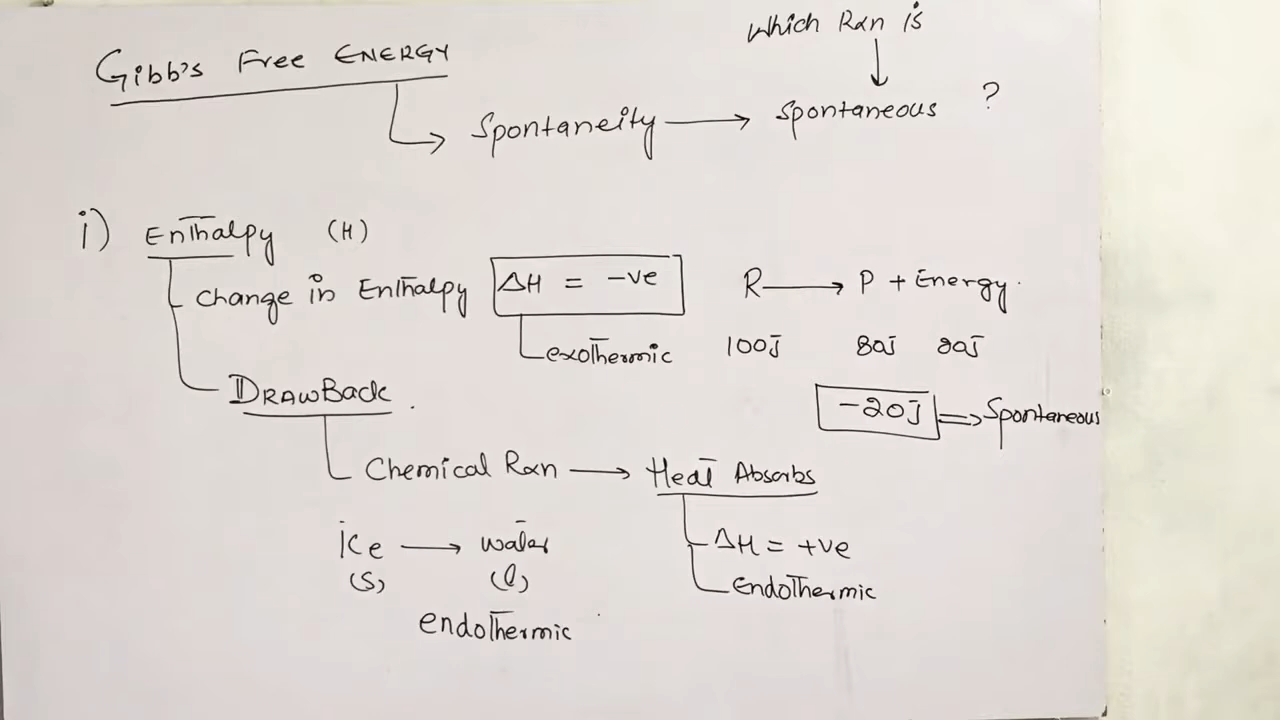 Which Rxn is
Gibb's Free ENERGY
Spontaneity → Spontaneous ?
i) Enthalpy (H)
Change in Enthalpy ΔH = -ve R → P + Energy.
exothermic 100J 80J 20J
DRAWBack .
-20J ⇒ Spontaneous
Chemical Rxn → Heat Absorbs
ice → water ΔH = +ve
(s) (l) endothermic
endothermic